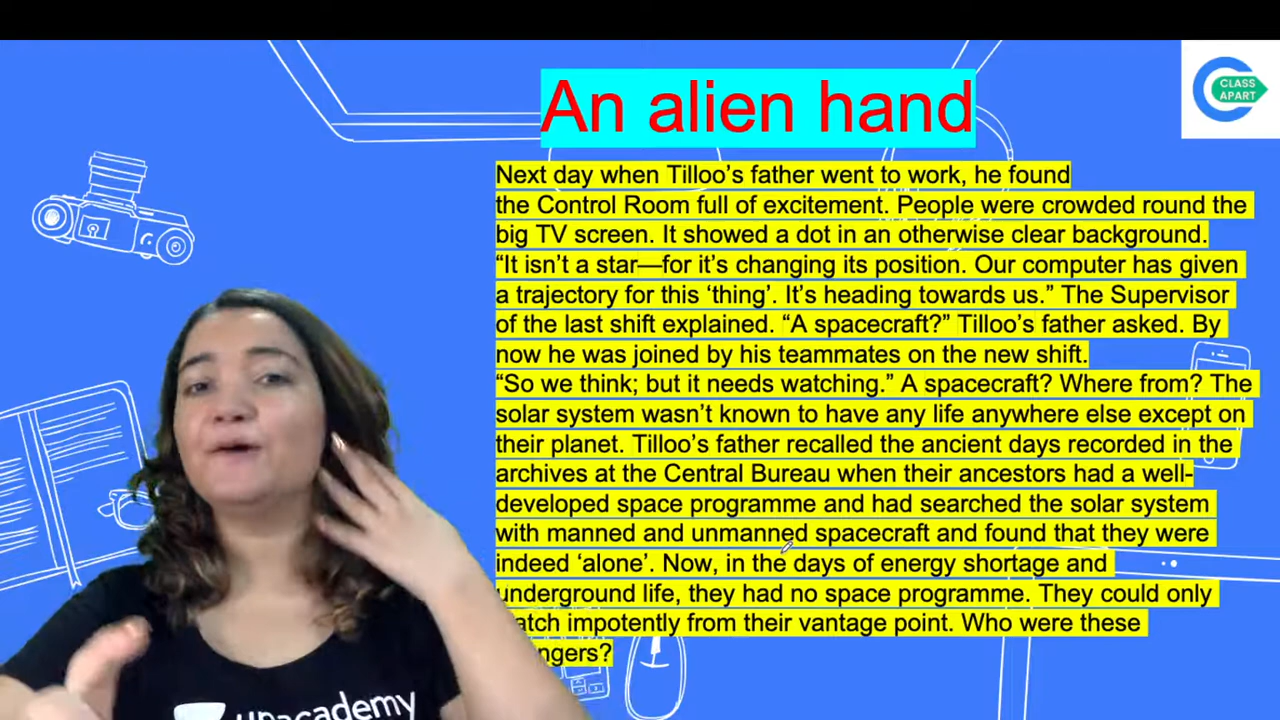 CLASS
APART
An alien hand
Next day when Tilloo’s father went to work, he found
the Control Room full of excitement. People were crowded round the
big TV screen. It showed a dot in an otherwise clear background.
“It isn’t a star—for it’s changing its position. Our computer has given
a trajectory for this ‘thing’. It’s heading towards us.” The Supervisor
of the last shift explained. “A spacecraft?” Tilloo’s father asked. By
now he was joined by his teammates on the new shift.
“So we think; but it needs watching.” A spacecraft? Where from? The
solar system wasn’t known to have any life anywhere else except on
their planet. Tilloo’s father recalled the ancient days recorded in the
archives at the Central Bureau when their ancestors had a well-
developed space programme and had searched the solar system
with manned and unmanned spacecraft and found that they were
indeed ‘alone’. Now, in the days of energy shortage and
underground life, they had no space programme. They could only
impotently from their vantage point. Who were these